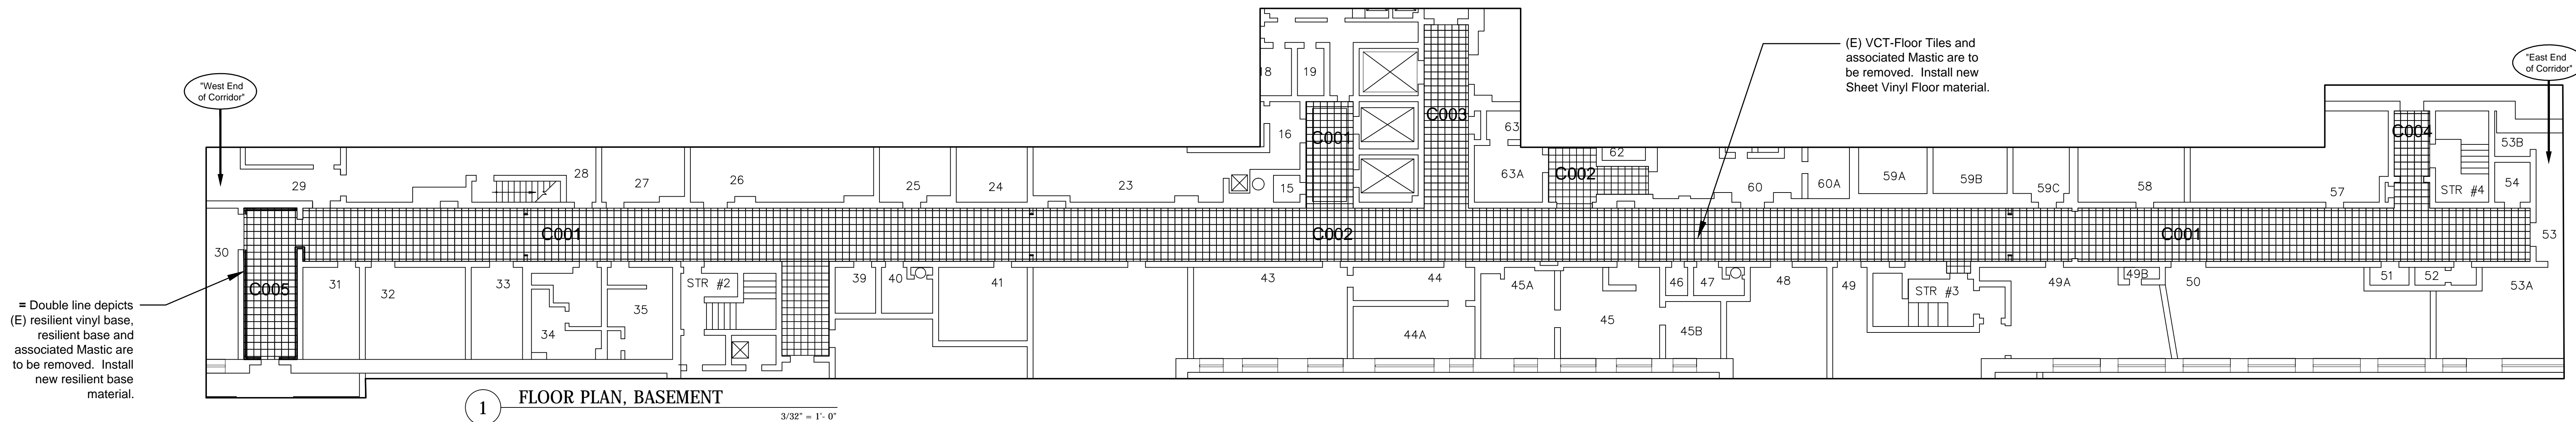 "West End
of Corridor"
(E) VCT-Floor Tiles and
associated Mastic are to
be removed. Install new
Sheet Vinyl Floor material.
"East End
of Corridor"
18
19
16
C001
C003
63
C004
53B
29
28
27
26
25
24
23
15
63A
C002
62
60
60A
59A
59B
59C
58
57
STR #4
54
30
C001
C002
C001
53
C005
31
32
33
34
35
STR #2
39
40
41
43
44
44A
45A
45
46
47
45B
48
49
STR #3
49A
49B
50
51
52
53A
= Double line depicts
(E) resilient vinyl base,
resilient base and
associated Mastic are
to be removed. Install
new resilient base
material.
1
FLOOR PLAN, BASEMENT
3/32" = 1'- 0"